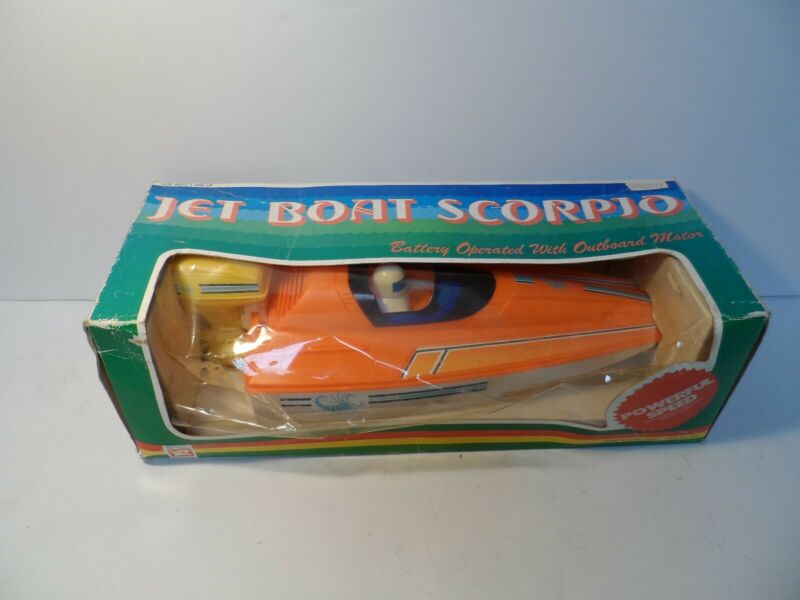 JET BOAT SCORPIO
Battery Operated With Outboard Motor
POWERFUL
SPEED